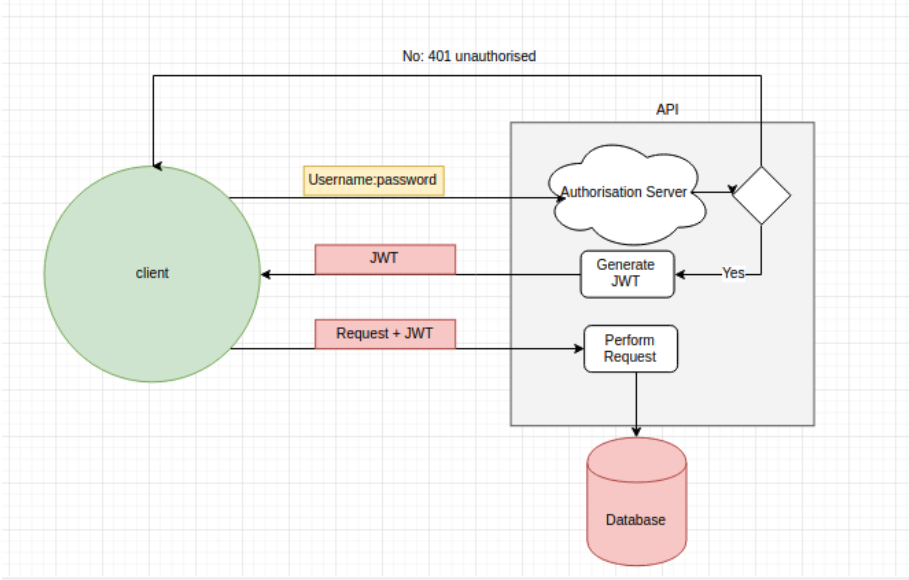 No: 401 unauthorised
API
Username:password
Authorisation Server
JWT
Generate
JWT
Yes
client
Request + JWT
Perform
Request
Database